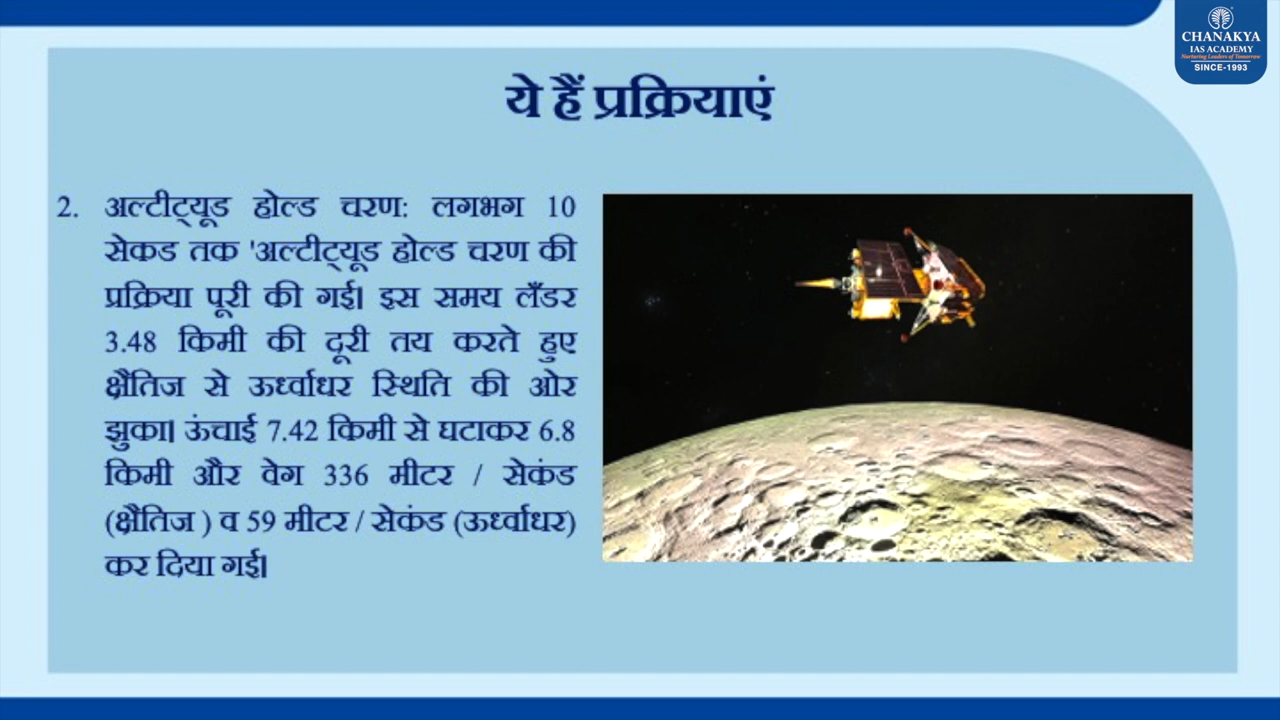 CHANAKYA
IAS ACADEMY
Nurturing Leaders of Tomorrow
SINCE-1993
ये हैं प्रक्रियाएं
2. अल्टीट्यूड होल्ड चरण: लगभग 10
सेकड तक 'अल्टीट्यूड होल्ड चरण की
प्रक्रिया पूरी की गई। इस समय लैंडर
3.48 किमी की दूरी तय करते हुए
क्षैतिज से ऊर्ध्वाधर स्थिति की ओर
झुका। ऊंचाई 7.42 किमी से घटाकर 6.8
किमी और वेग 336 मीटर / सेकंड
(क्षैतिज ) व 59 मीटर / सेकंड (ऊर्ध्वाधर)
कर दिया गई।